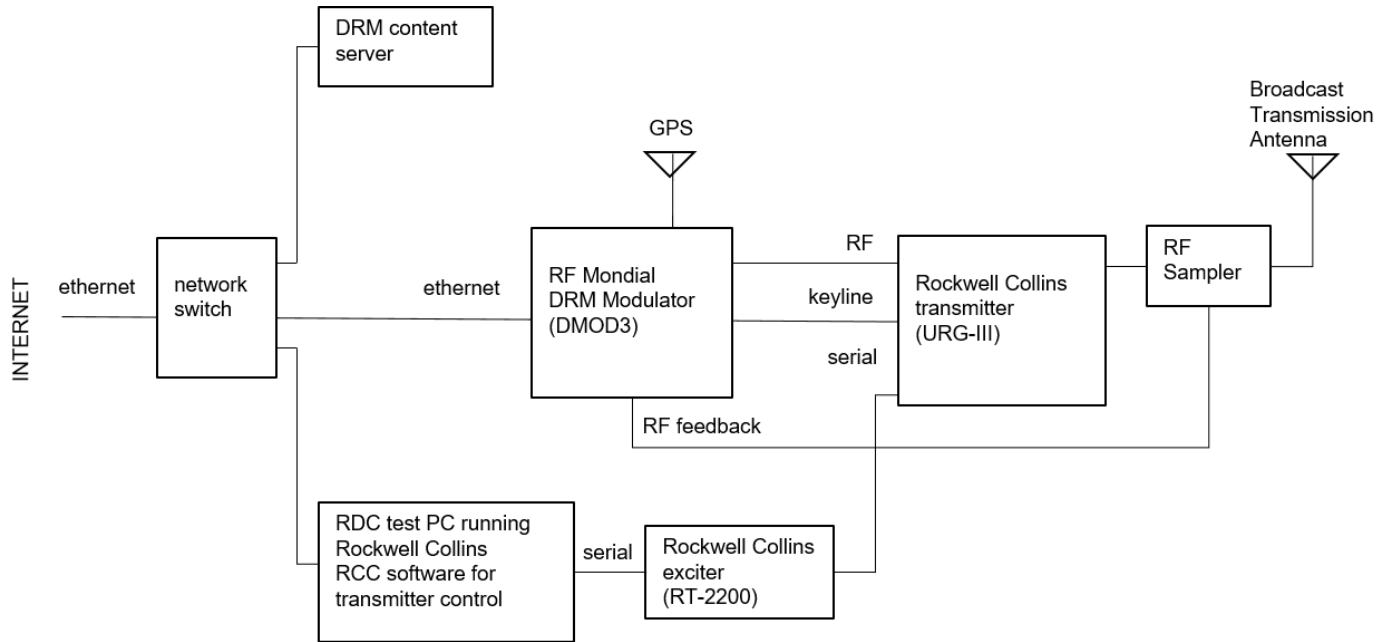 DRM content
server
GPS
Broadcast
Transmission
Antenna
INTERNET
ethernet
network
switch
ethernet
RF Mondial
DRM Modulator
(DMOD3)
RF
keyline
serial
Rockwell Collins
transmitter
(URG-III)
RF
Sampler
RF feedback
RDC test PC running
Rockwell Collins
RCC software for
transmitter control
serial
Rockwell Collins
exciter
(RT-2200)